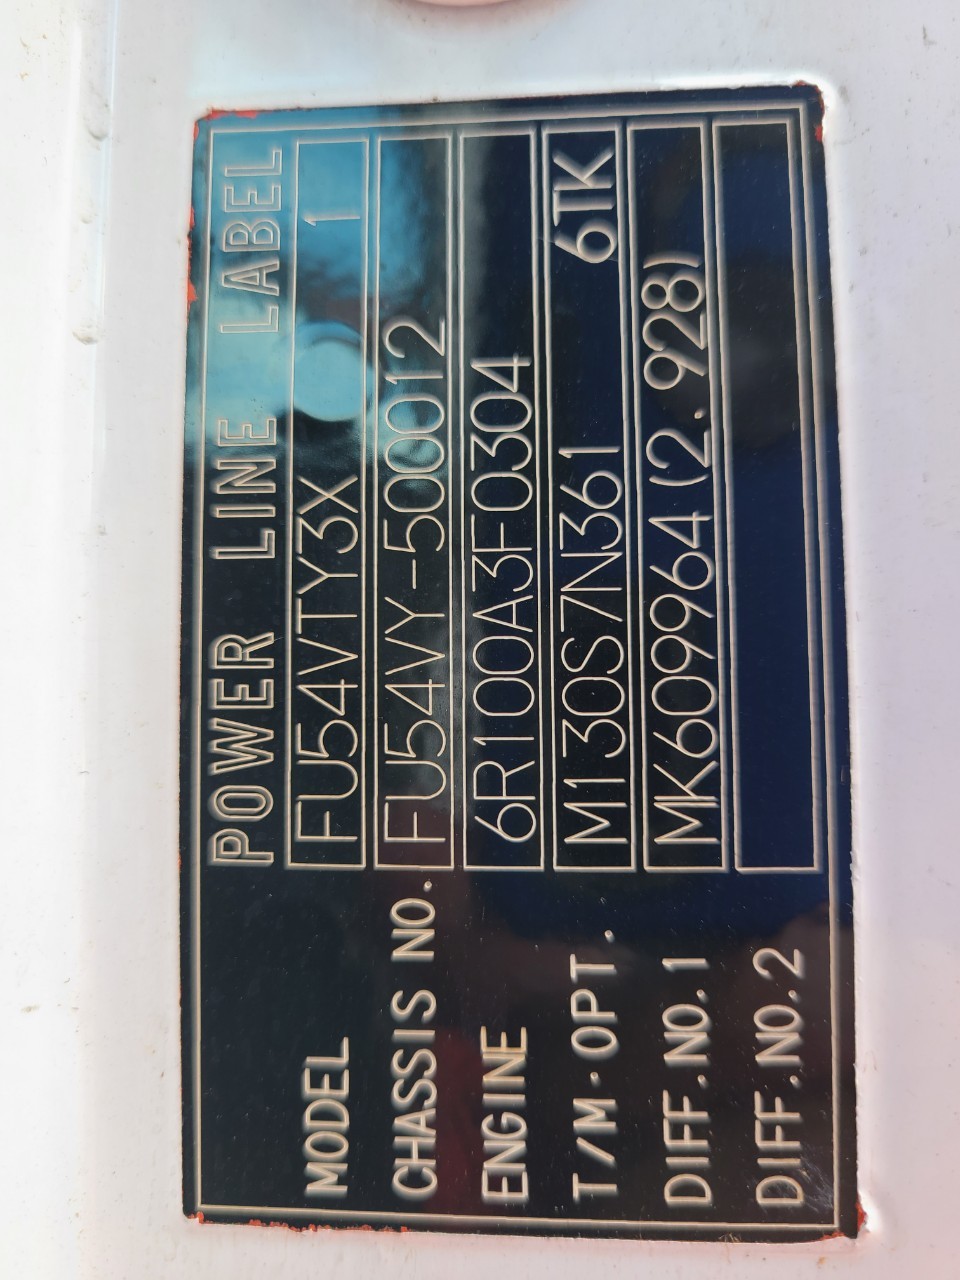 POWER LINE LABEL
MODEL FU54VTY3X 1
CHASSIS NO. FU54VY-500012
ENGINE 6R100A3F0304
T/M·OPT. M130S7N361 6TK
DIFF.NO.1 MK609964(2.928)
DIFF.NO.2